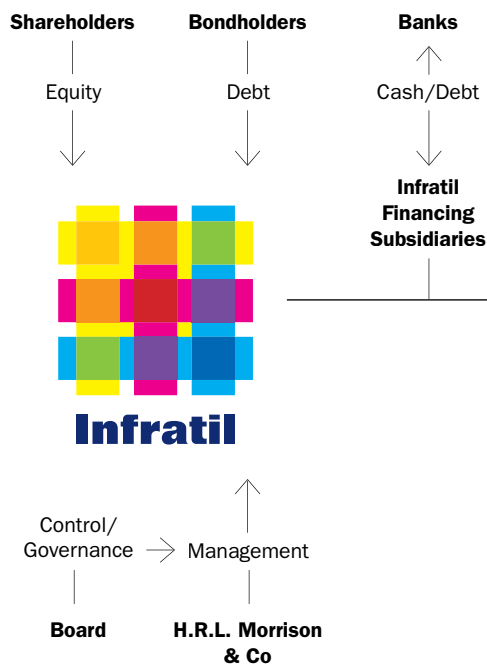 Shareholders
Bondholders
Banks
Equity
Debt
Cash/Debt
Infratil
Financing
Subsidiaries
Infratil
Control/
Governance
Management
Board
H.R.L. Morrison
& Co